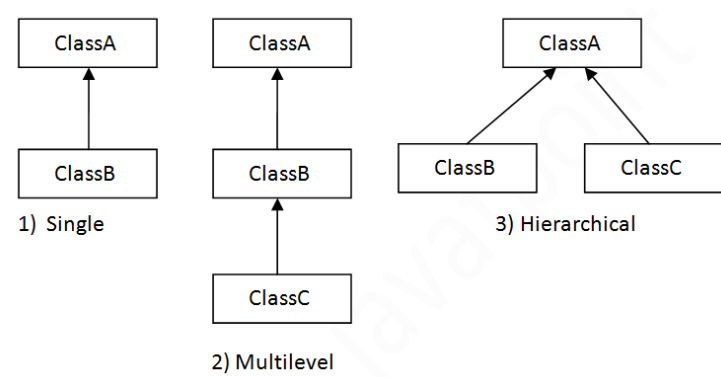 ClassA
ClassB
1) Single
ClassA
ClassB
ClassC
2) Multilevel
ClassA
ClassB
ClassC
3) Hierarchical